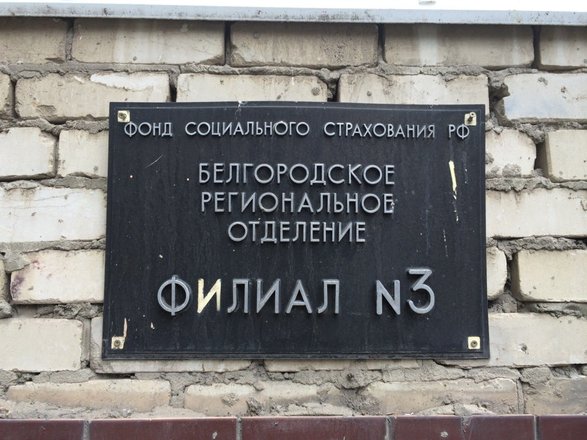 ФОНД СОЦИАЛЬНОГО СТРАХОВАНИЯ РФ
БЕЛГОРОДСКОЕ
РЕГИОНАЛЬНОЕ
ОТДЕЛЕНИЕ
ФИЛИАЛ N3